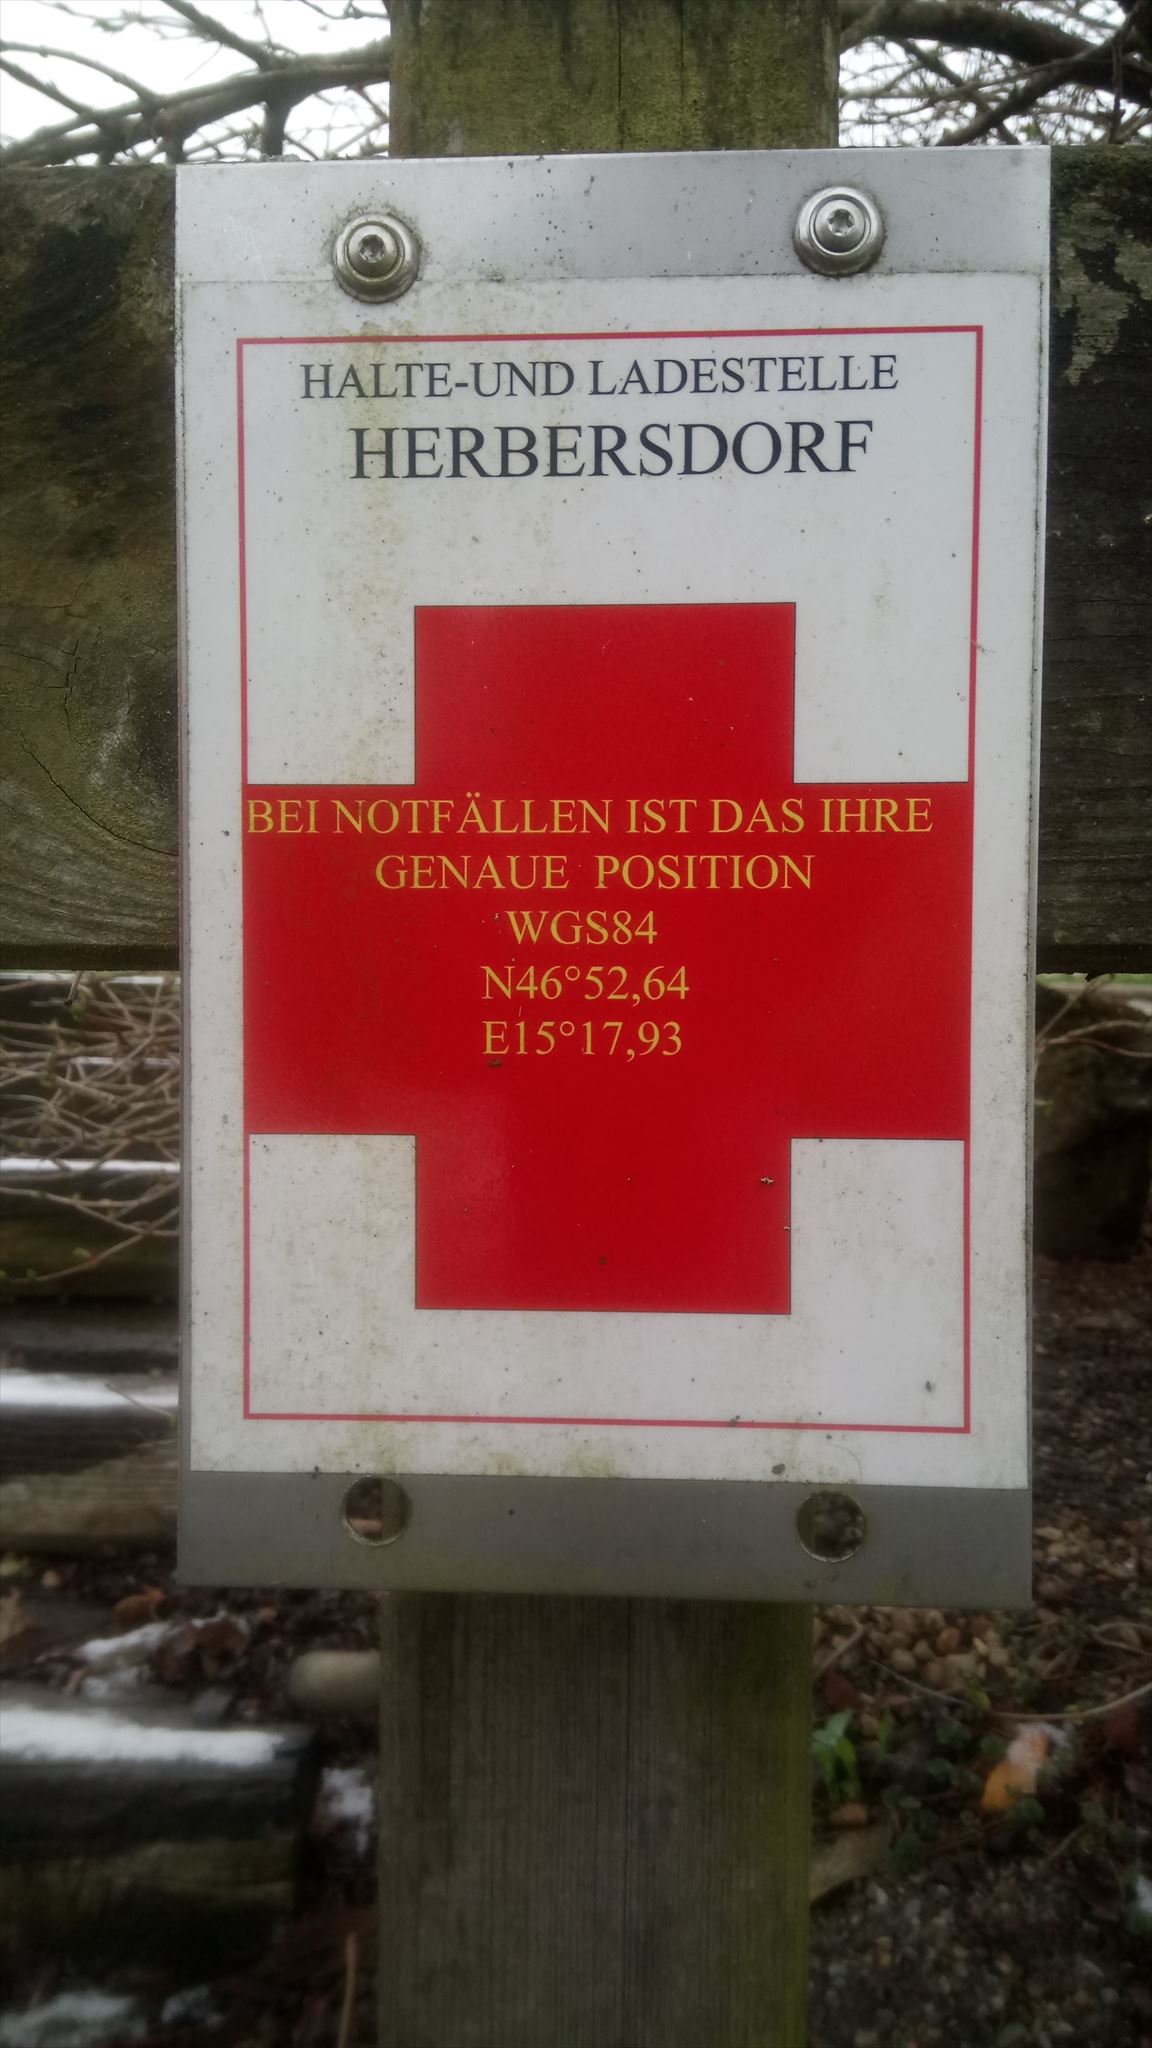 HALTE-UND LADESTELLE
HERBERSDORF
BEI NOTFÄLLEN IST DAS IHRE
GENAUE POSITION
WGS84
N46°52,64
E15°17,93